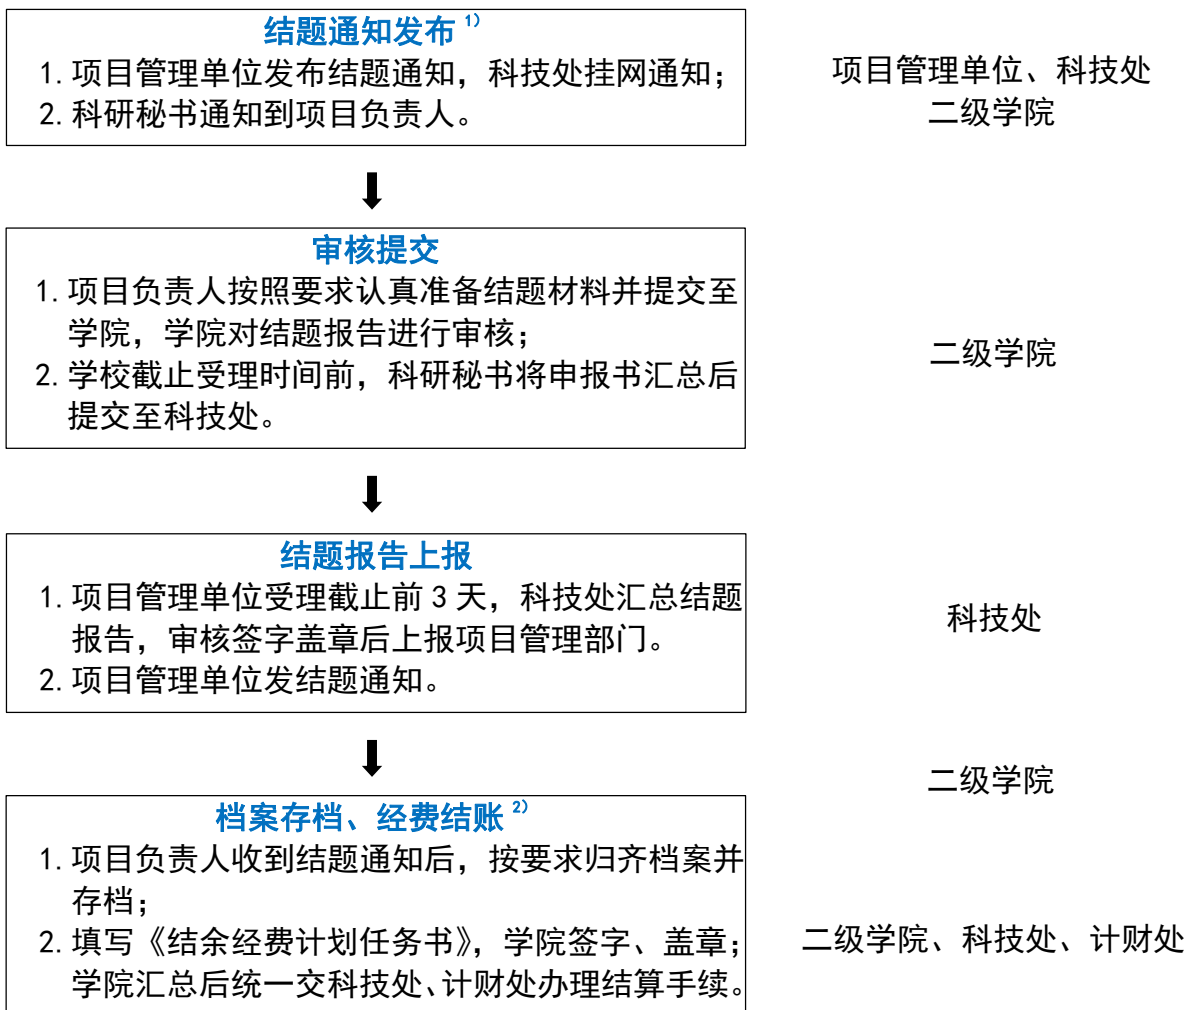 结题通知发布 1)
1. 项目管理单位发布结题通知，科技处挂网通知；
2. 科研秘书通知到项目负责人。
项目管理单位、科技处
二级学院
审核提交
1. 项目负责人按照要求认真准备结题材料并提交至
学院，学院对结题报告进行审核；
2. 学校截止受理时间前，科研秘书将申报书汇总后
提交至科技处。
二级学院
结题报告上报
1. 项目管理单位受理截止前 3 天，科技处汇总结题
报告，审核签字盖章后上报项目管理部门。
2. 项目管理单位发结题通知。
科技处
二级学院
档案存档、经费结账 2)
1. 项目负责人收到结题通知后，按要求归齐档案并
存档；
2. 填写《结余经费计划任务书》，学院签字、盖章；
学院汇总后统一交科技处、计财处办理结算手续。
二级学院、科技处、计财处